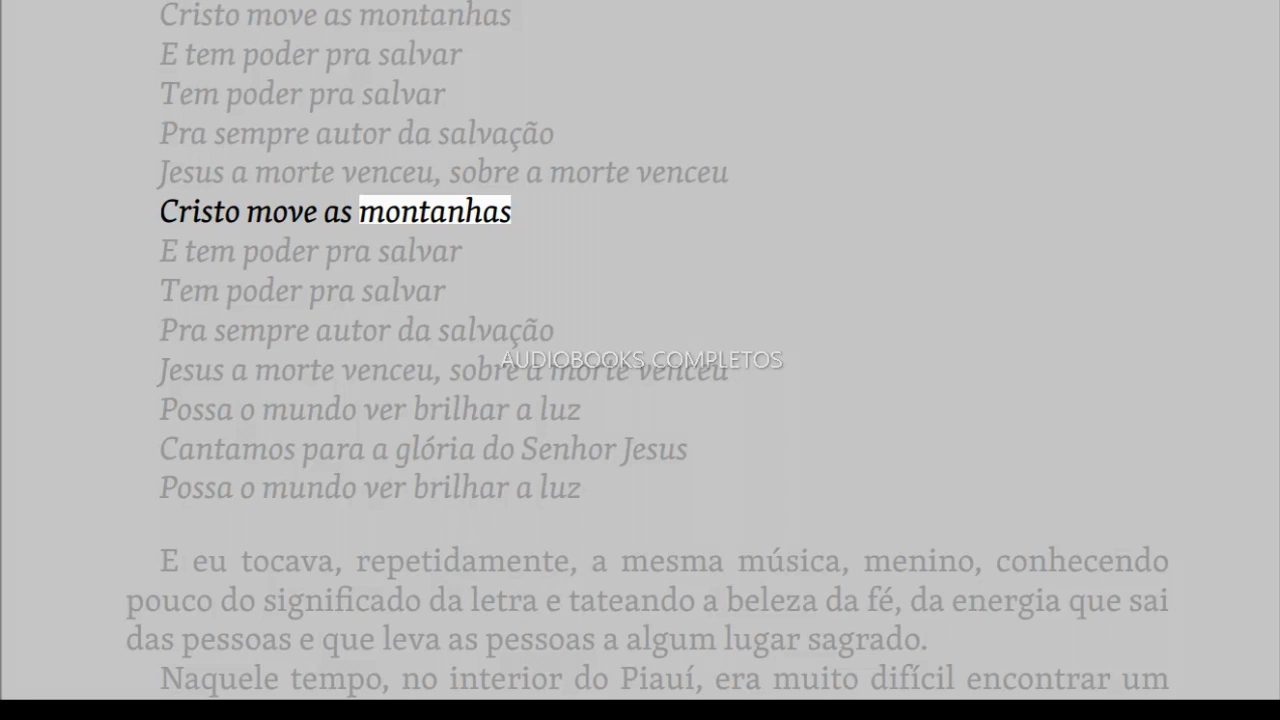 Cristo move as montanhas
E tem poder pra salvar
Tem poder pra salvar
Pra sempre autor da salvação
Jesus a morte venceu, sobre a morte venceu
Cristo move as montanhas
E tem poder pra salvar
Tem poder pra salvar
Pra sempre autor da salvação
AUDIOBOOKS COMPLETOS
Jesus a morte venceu, sobre a morte venceu
Possa o mundo ver brilhar a luz
Cantamos para a glória do Senhor Jesus
Possa o mundo ver brilhar a luz
E eu tocava, repetidamente, a mesma música, menino, conhecendo
pouco do significado da letra e tateando a beleza da fé, da energia que sai
das pessoas e que leva as pessoas a algum lugar sagrado.
Naquele tempo, no interior do Piauí, era muito difícil encontrar um